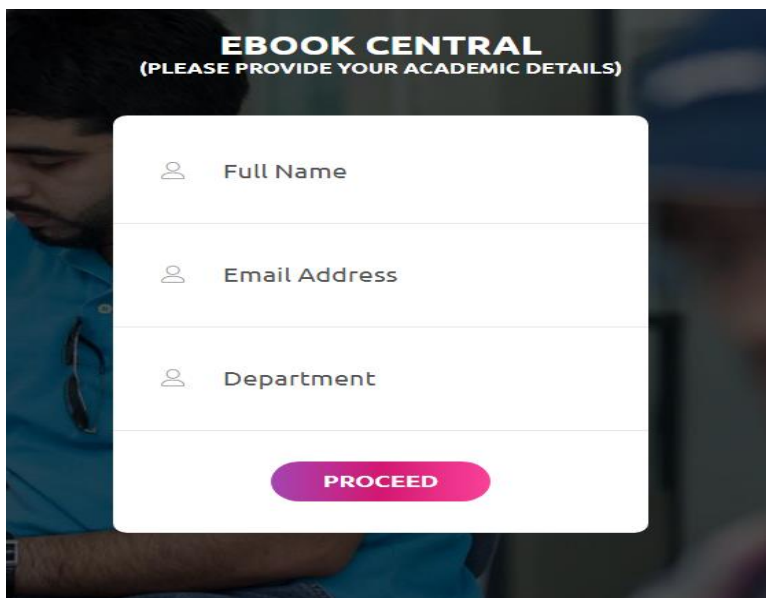 EBOOK CENTRAL
(PLEASE PROVIDE YOUR ACADEMIC DETAILS)
Full Name
Email Address
Department
PROCEED